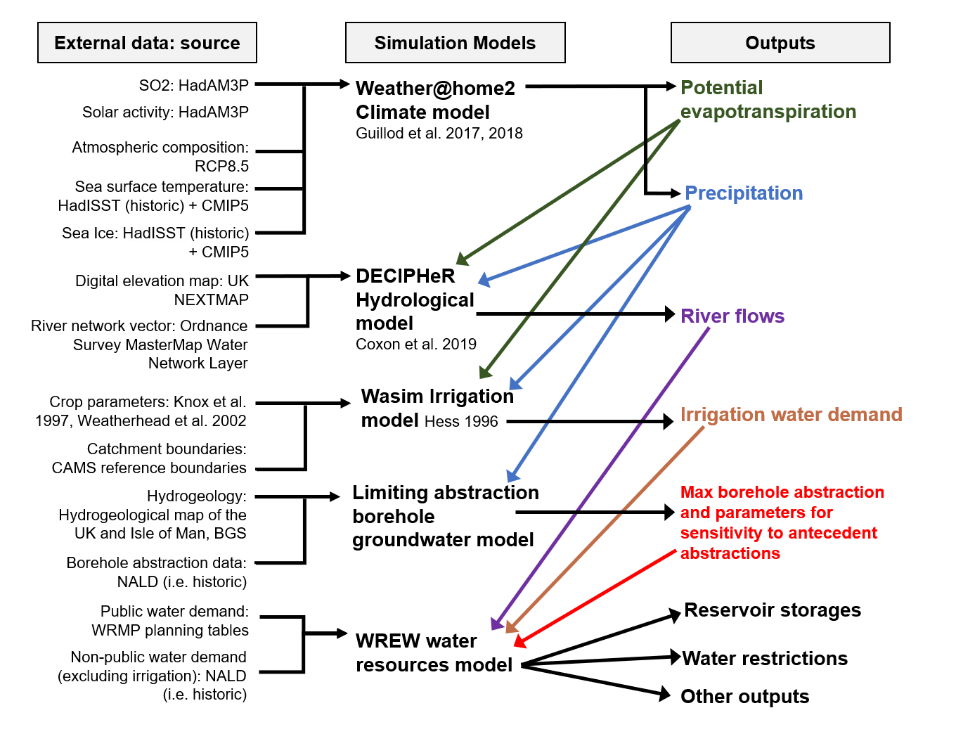 External data: source
Simulation Models
Outputs
SO2: HadAM3P
Solar activity: HadAM3P
Atmospheric composition:
RCP8.5
Sea surface temperature:
HadISST (historic) + CMIP5
Sea Ice: HadISST (historic)
+ CMIP5
Digital elevation map: UK
NEXTMAP
River network vector: Ordnance
Survey MasterMap Water
Network Layer
Crop parameters: Knox et al.
1997, Weatherhead et al. 2002
Catchment boundaries:
CAMS reference boundaries
Hydrogeology:
Hydrogeological map of the
UK and Isle of Man, BGS
Borehole abstraction data:
NALD (i.e. historic)
Public water demand:
WRMP planning tables
Non-public water demand
(excluding irrigation): NALD
(i.e. historic)
Weather@home2
Climate model
Guillod et al. 2017, 2018
DECIPHeR
Hydrological
model
Coxon et al. 2019
Wasim Irrigation
model Hess 1996
Limiting abstraction
borehole
groundwater model
WREW water
resources model
Potential
evapotranspiration
Precipitation
River flows
Irrigation water demand
Max borehole abstraction
and parameters for
sensitivity to antecedent
abstractions
Reservoir storages
Water restrictions
Other outputs